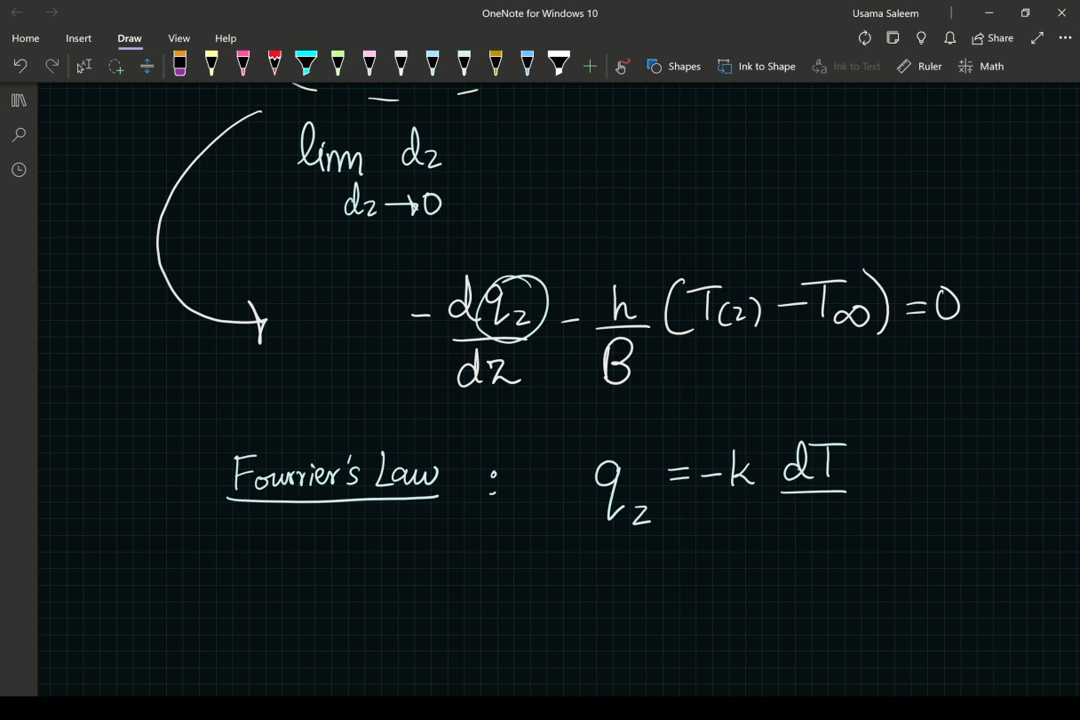 OneNote for Windows 10
Usama Saleem
Home Insert Draw View Help
Share
Shapes Ink to Shape Ink to Text Ruler Math
lim dz
dz → 0
- dqz/dz - h/B (T(z) - T∞) = 0
Fourrier's Law : qz = -k dT